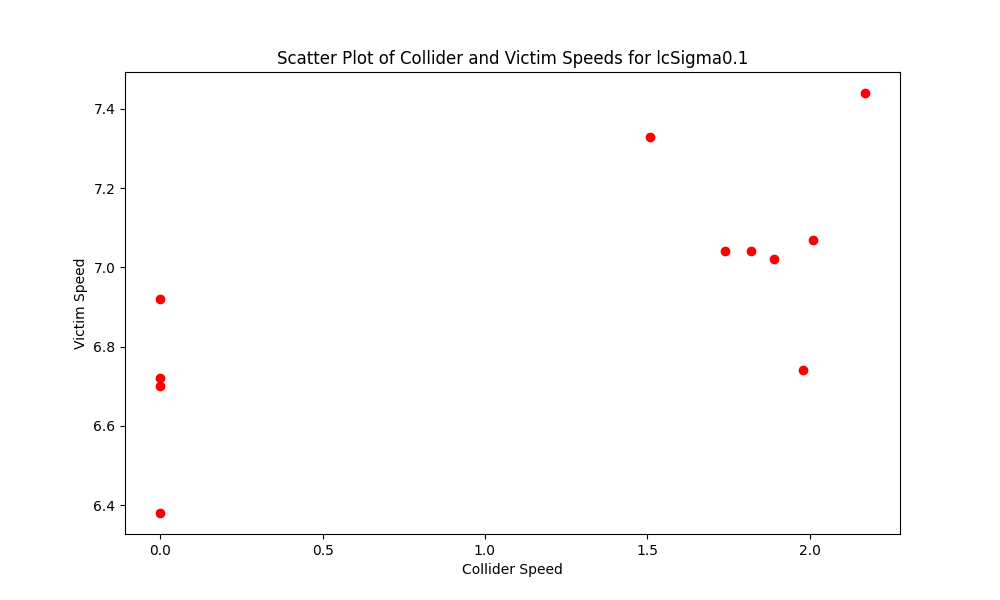 Scatter Plot of Collider and Victim Speeds for lcSigma0.1
7.4
7.2
7.0
6.8
6.6
6.4
Victim Speed
0.0 0.5 1.0 1.5 2.0
Collider Speed